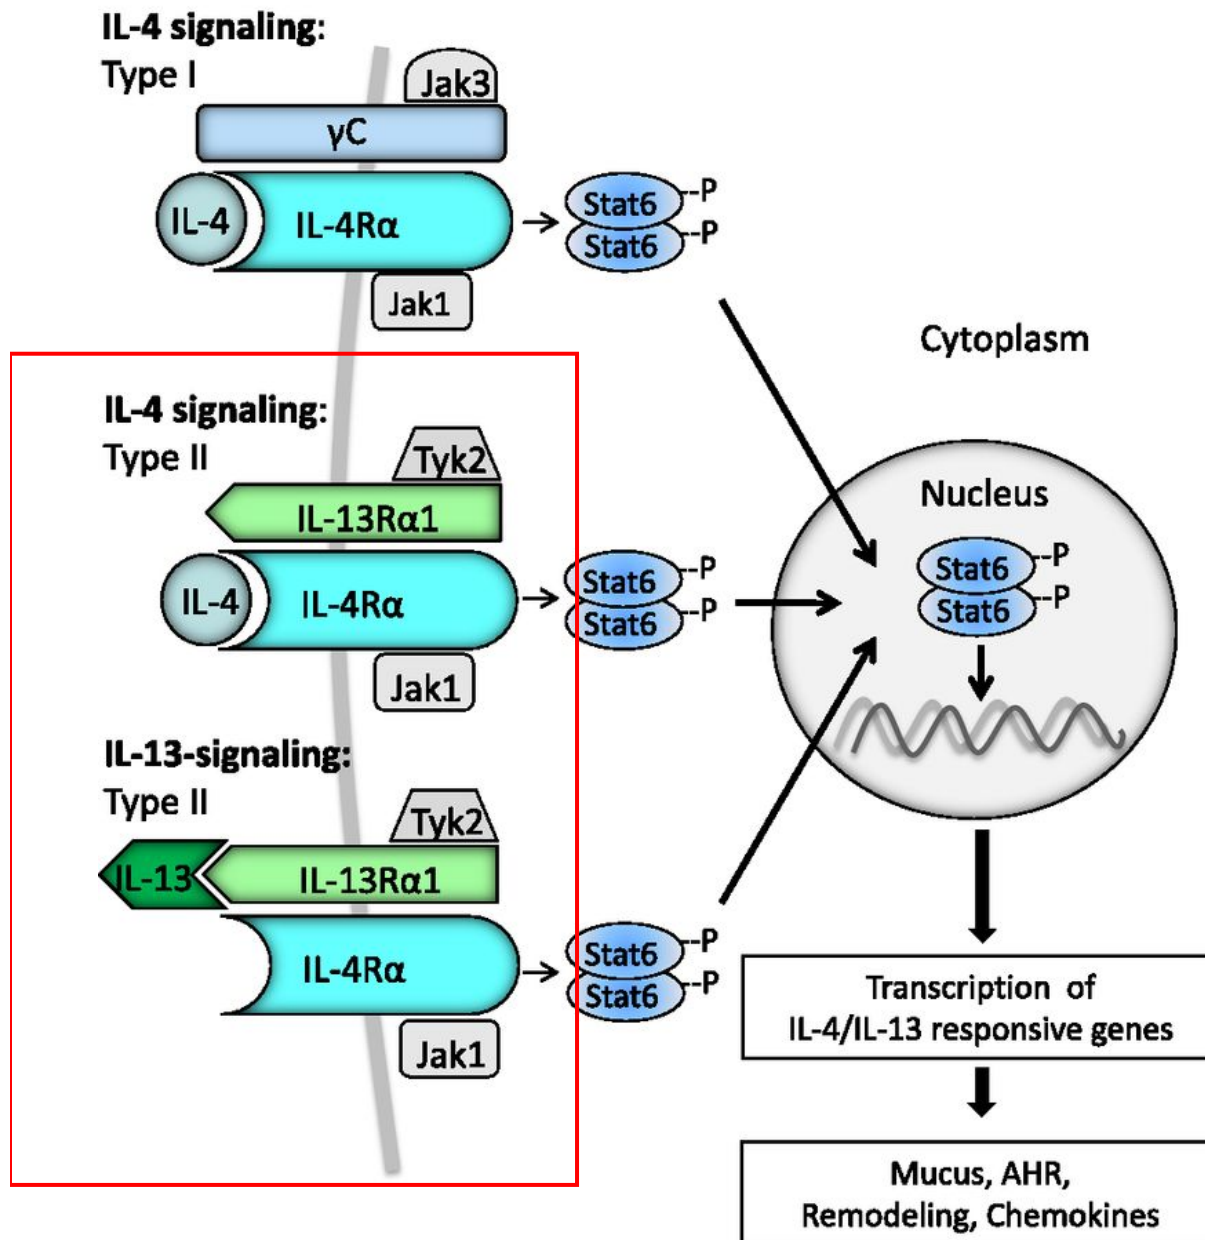 IL-4 signaling:
Type I
Jak3
γC
IL-4
IL-4Rα
Jak1
Stat6 --P
Stat6 --P
IL-4 signaling:
Type II
Tyk2
IL-13Rα1
IL-4
IL-4Rα
Jak1
Stat6 --P
Stat6 --P
IL-13-signaling:
Type II
Tyk2
IL-13
IL-13Rα1
IL-4Rα
Jak1
Stat6 --P
Stat6 --P
Cytoplasm
Nucleus
Stat6 --P
Stat6 --P
Transcription of
IL-4/IL-13 responsive genes
Mucus, AHR,
Remodeling, Chemokines